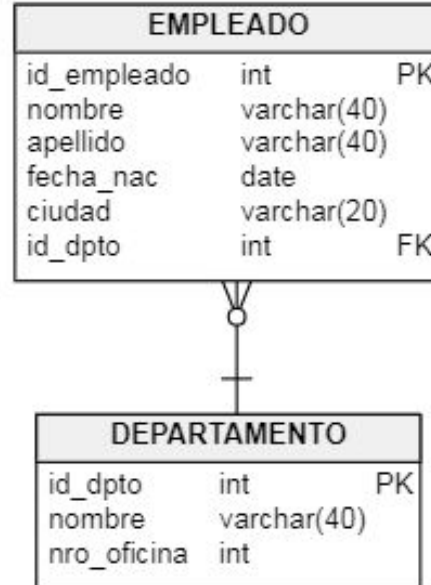 EMPLEADO
id_empleado int PK
nombre varchar(40)
apellido varchar(40)
fecha_nac date
ciudad varchar(20)
id_dpto int FK
DEPARTAMENTO
id_dpto int PK
nombre varchar(40)
nro_oficina int